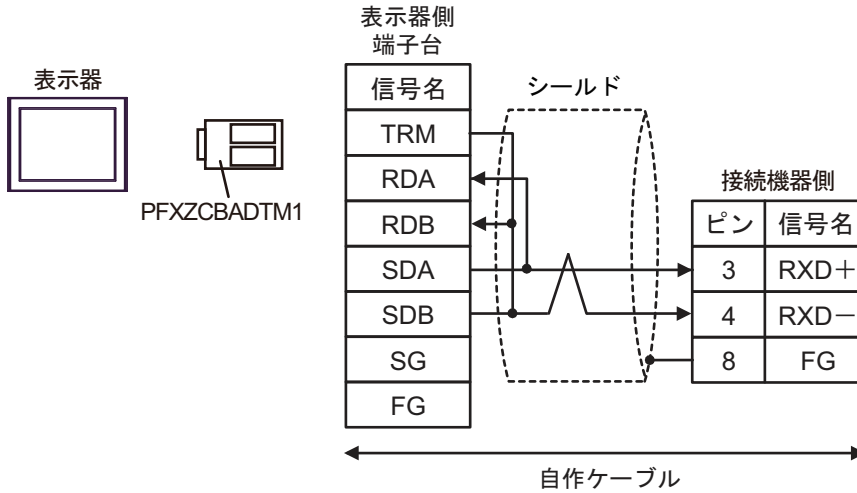 表示器
PFXZCBADTM1
表示器側
端子台
信号名
TRM
RDA
RDB
SDA
SDB
SG
FG
シールド
接続機器側
ピン 信号名
3 RXD+
4 RXD−
8 FG
自作ケーブル